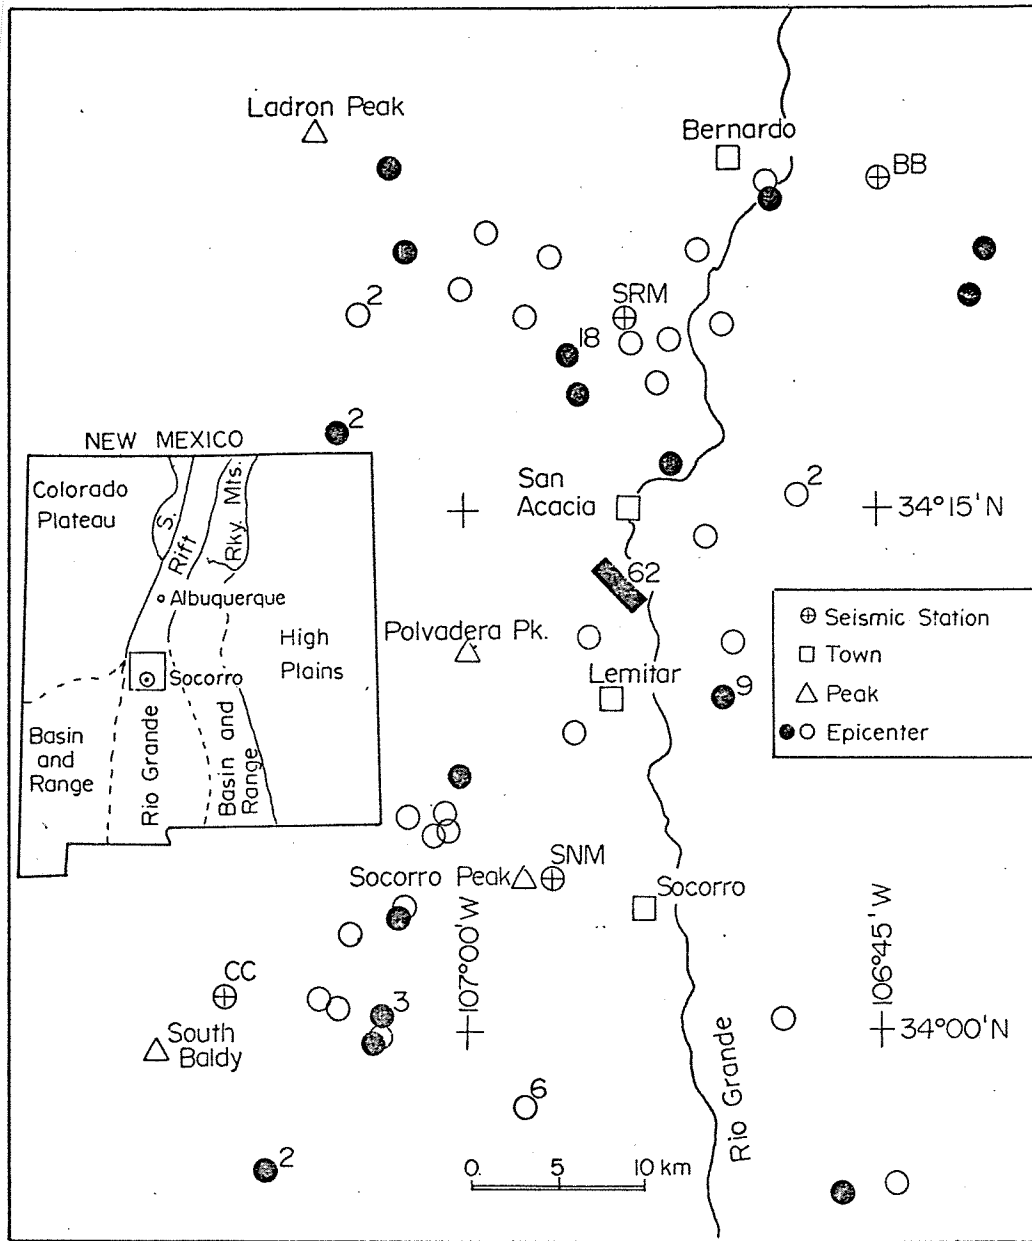 Ladron Peak
Bernardo
BB
2
SRM
18
2
NEW MEXICO
Colorado
Plateau
S.
Rift
Rky. Mts.
Albuquerque
High
Plains
Socorro
Basin
and
Range
Rio Grande
Basin and
Range
San
Acacia
2
34°15'N
62
Polvadera Pk.
Lemitar
9
Seismic Station
Town
Peak
Epicenter
SNM
Socorro Peak
Socorro
107°00'W
106°45'W
CC
3
South
Baldy
34°00'N
6
Rio Grande
2
0. 5 10 km